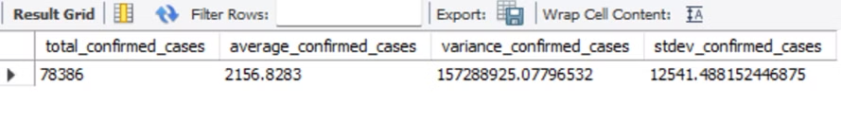 Result Grid Filter Rows: Export: Wrap Cell Content: IA
total_confirmed_cases average_confirmed_cases variance_confirmed_cases stdev_confirmed_cases
78386 2156.8283 157288925.07796532 12541.488152446875